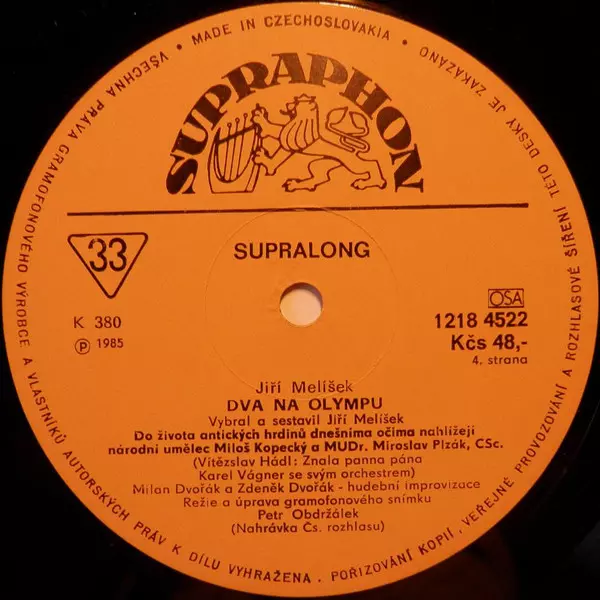 VŠECHNA PRÁVA GRAMOFONOVÉHO VÝROBCE A VLASTNÍKŮ AUTORSKÝCH PRÁV K DÍLU VYHRAŽENA. POŘIZOVÁNÍ KOPIÍ, VEŘEJNÉ PROVOZOVÁNÍ A ROZHLASOVÉ ŠÍŘENÍ TÉTO DESKY JE ZAKÁZÁNO
• MADE IN CZECHOSLOVAKIA •
SUPRAPHON
33
SUPRALONG
K 380
Ⓟ 1985
OSA
1218 4522
Kčs 48,-
4. strana
Jiří Melíšek
DVA NA OLYMPU
Vybral a sestavil Jiří Melíšek
Do života antických hrdinů dnešníma očima nahlížejí
národní umělec Miloš Kopecký a MUDr. Miroslav Plzák, CSc.
(Vítězslav Hádl: Znala panna pána
Karel Vágner se svým orchestrem)
Milan Dvořák a Zdeněk Dvořák - hudební improvizace
Režie a úprava gramofonového snímku
Petr Obdržálek
(Nahrávka Čs. rozhlasu)